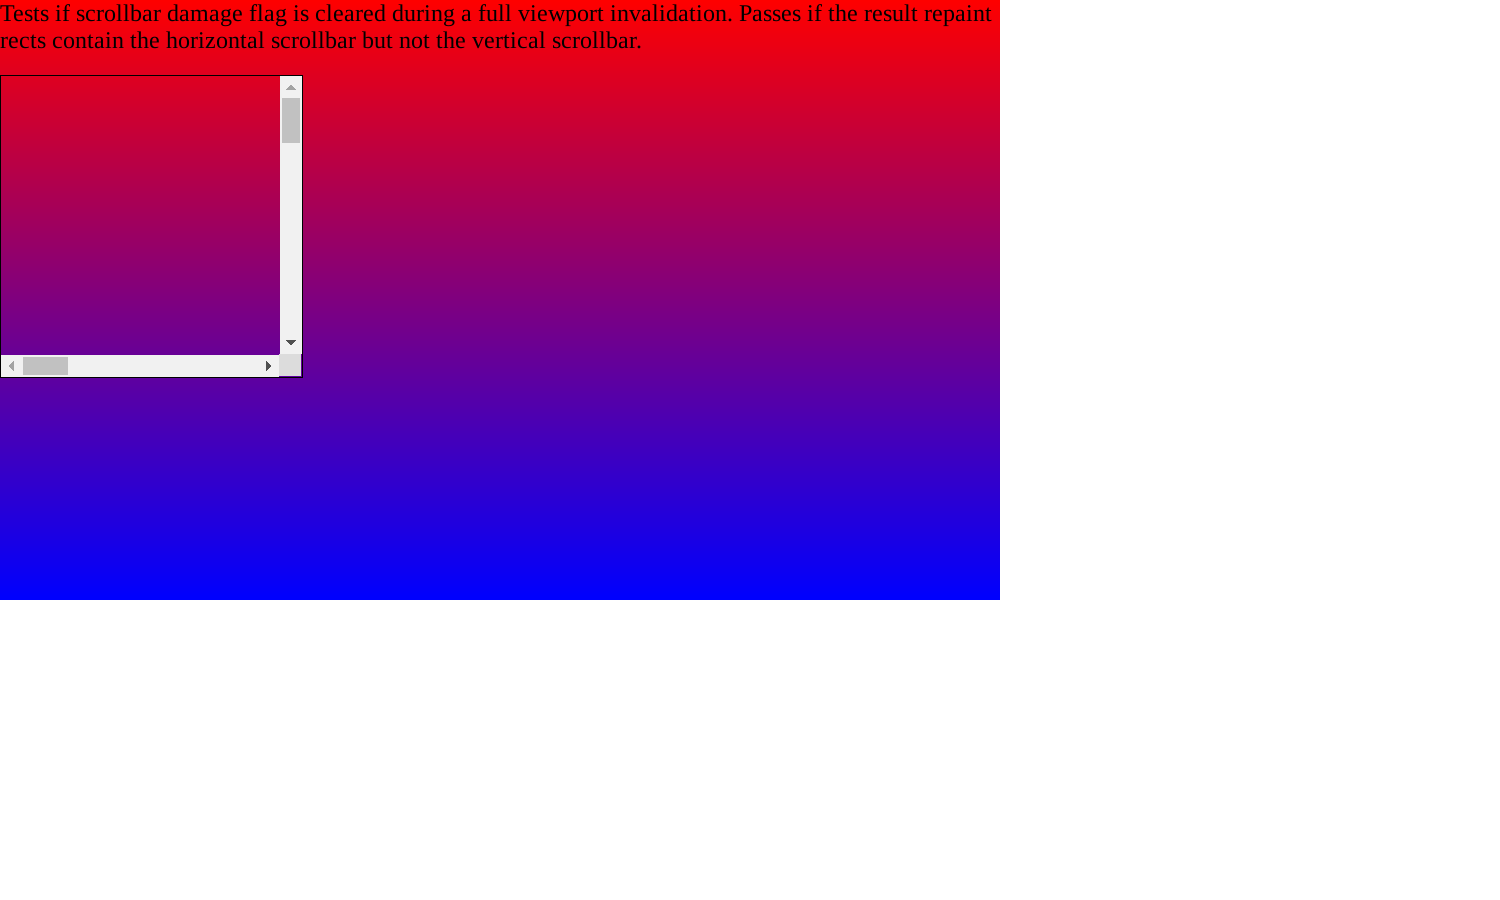 Tests if scrollbar damage flag is cleared during a full viewport invalidation. Passes if the result repaint
rects contain the horizontal scrollbar but not the vertical scrollbar.